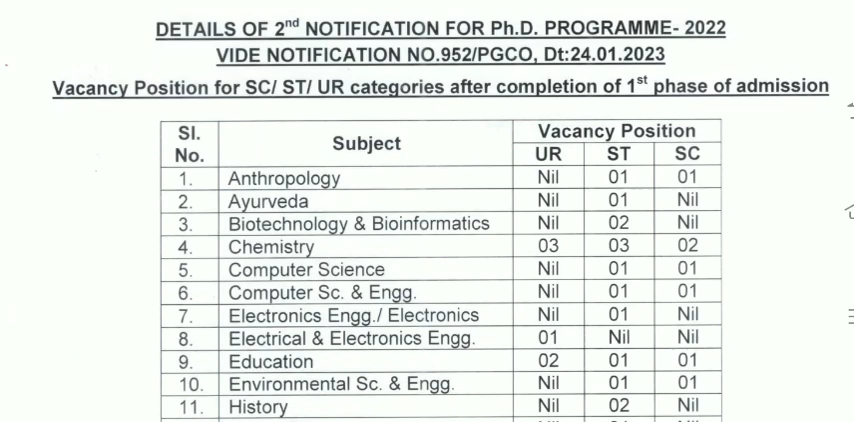 DETAILS OF 2nd NOTIFICATION FOR Ph.D. PROGRAMME- 2022
VIDE NOTIFICATION NO.952/PGCO, Dt:24.01.2023
Vacancy Position for SC/ ST/ UR categories after completion of 1st phase of admission
Sl. No. Subject Vacancy Position
UR ST SC
1. Anthropology Nil 01 01
2. Ayurveda Nil 01 Nil
3. Biotechnology & Bioinformatics Nil 02 Nil
4. Chemistry 03 03 02
5. Computer Science Nil 01 01
6. Computer Sc. & Engg. Nil 01 01
7. Electronics Engg./ Electronics Nil 01 Nil
8. Electrical & Electronics Engg. 01 Nil Nil
9. Education 02 01 01
10. Environmental Sc. & Engg. Nil 01 01
11. History Nil 02 Nil